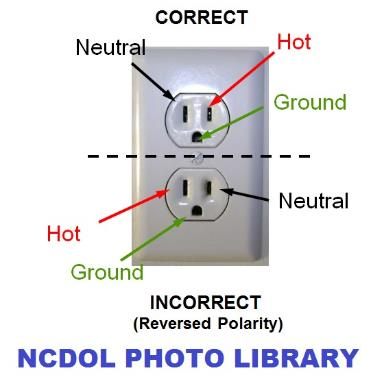 CORRECT
Neutral
Hot
Ground
Neutral
Hot
Ground
INCORRECT
(Reversed Polarity)
NCDOL PHOTO LIBRARY